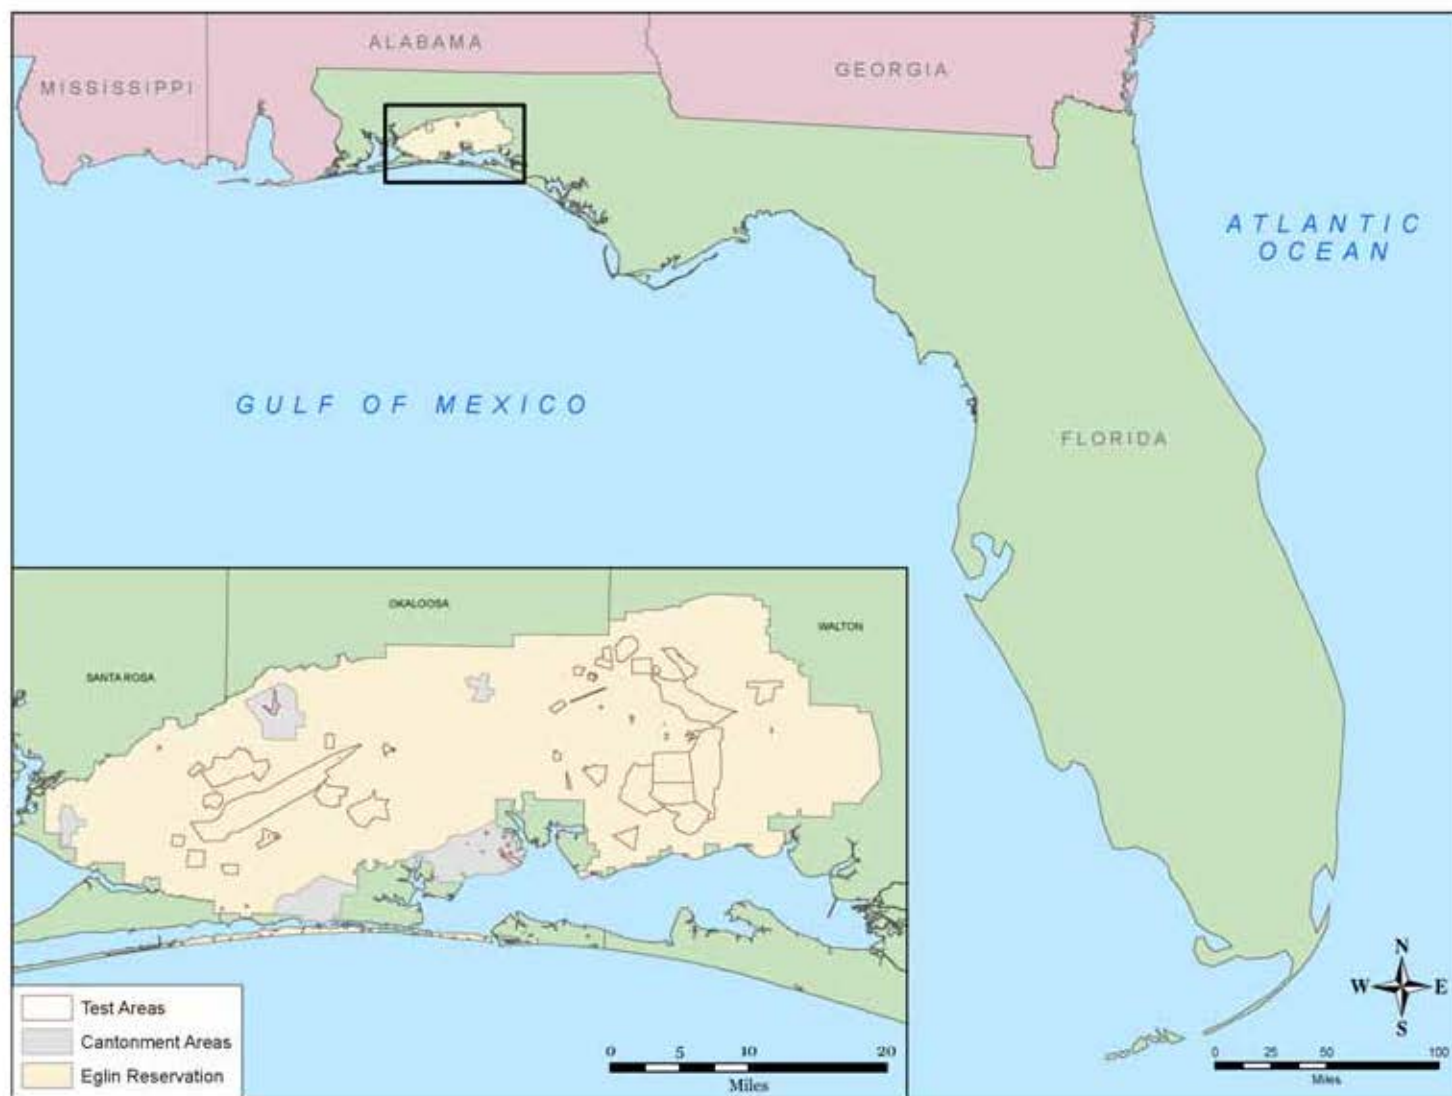 ALABAMA
MISSISSIPPI
GEORGIA
ATLANTIC
OCEAN
GULF OF MEXICO
FLORIDA
OKALOOSA
WALTON
SANTA ROSA
Test Areas
Cantonment Areas
Eglin Reservation
0 5 10 20
Miles
N
W E
S
0 25 50 100
Miles